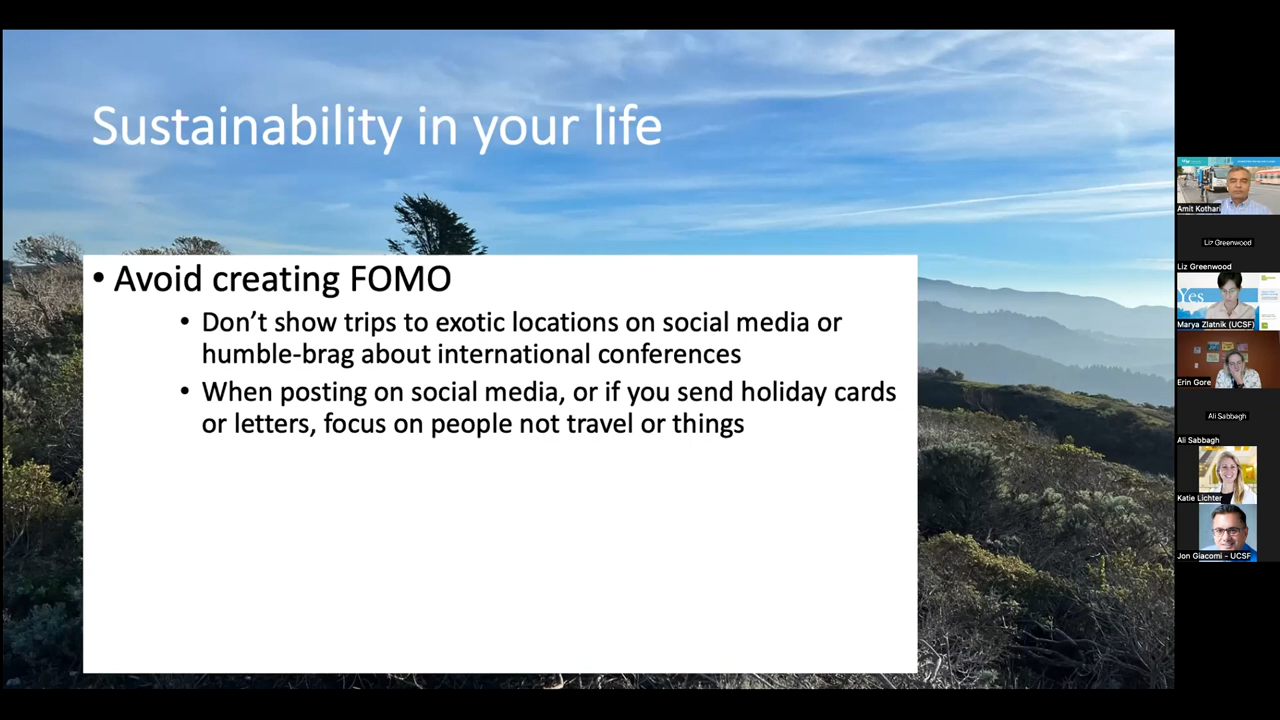 Sustainability in your life
• Avoid creating FOMO
• Don’t show trips to exotic locations on social media or
humble-brag about international conferences
• When posting on social media, or if you send holiday cards
or letters, focus on people not travel or things
Amit Kothari
Liz Greenwood
Liz Greenwood
Yes
Marya Zlatnik (UCSF)
Erin Gore
Ali Sabbagh
Ali Sabbagh
Katie Lichter
Jon Giacomi - UCSF